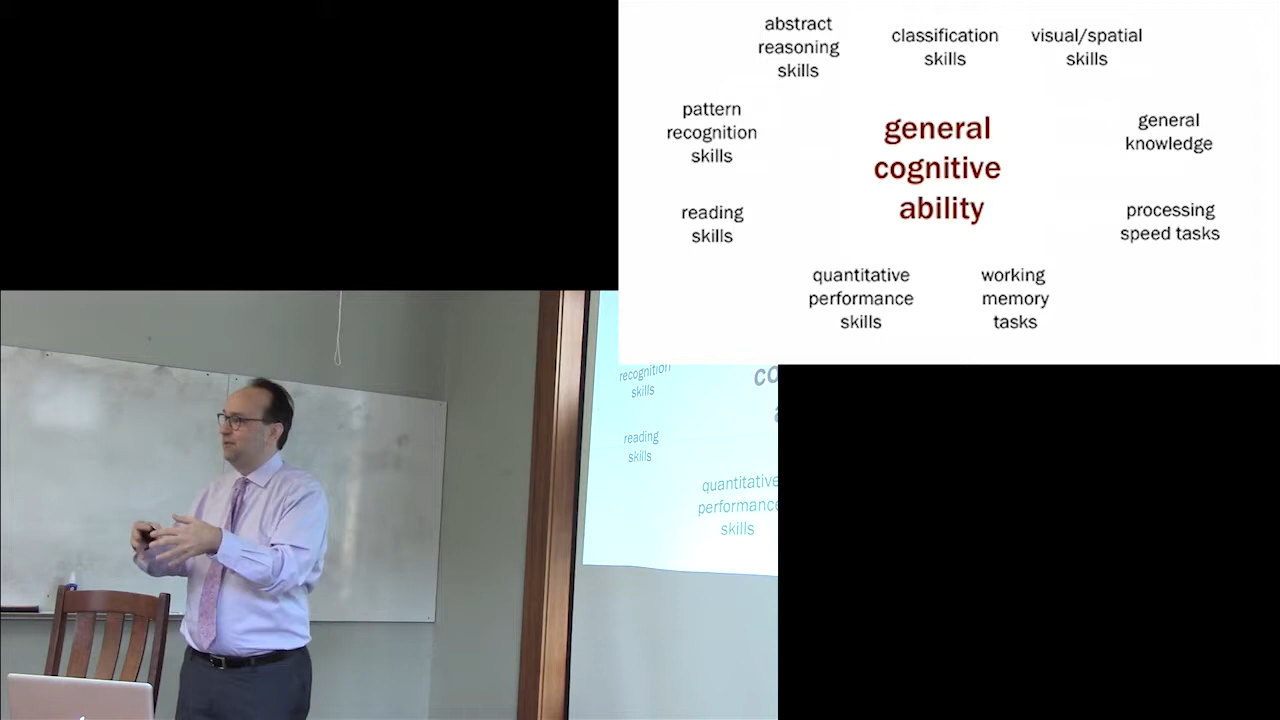 abstract
reasoning
skills
classification
skills
visual/spatial
skills
pattern
recognition
skills
general
cognitive
ability
general
knowledge
reading
skills
processing
speed tasks
quantitative
performance
skills
working
memory
tasks
recognition
skills
reading
skills
quantitative
performance
skills